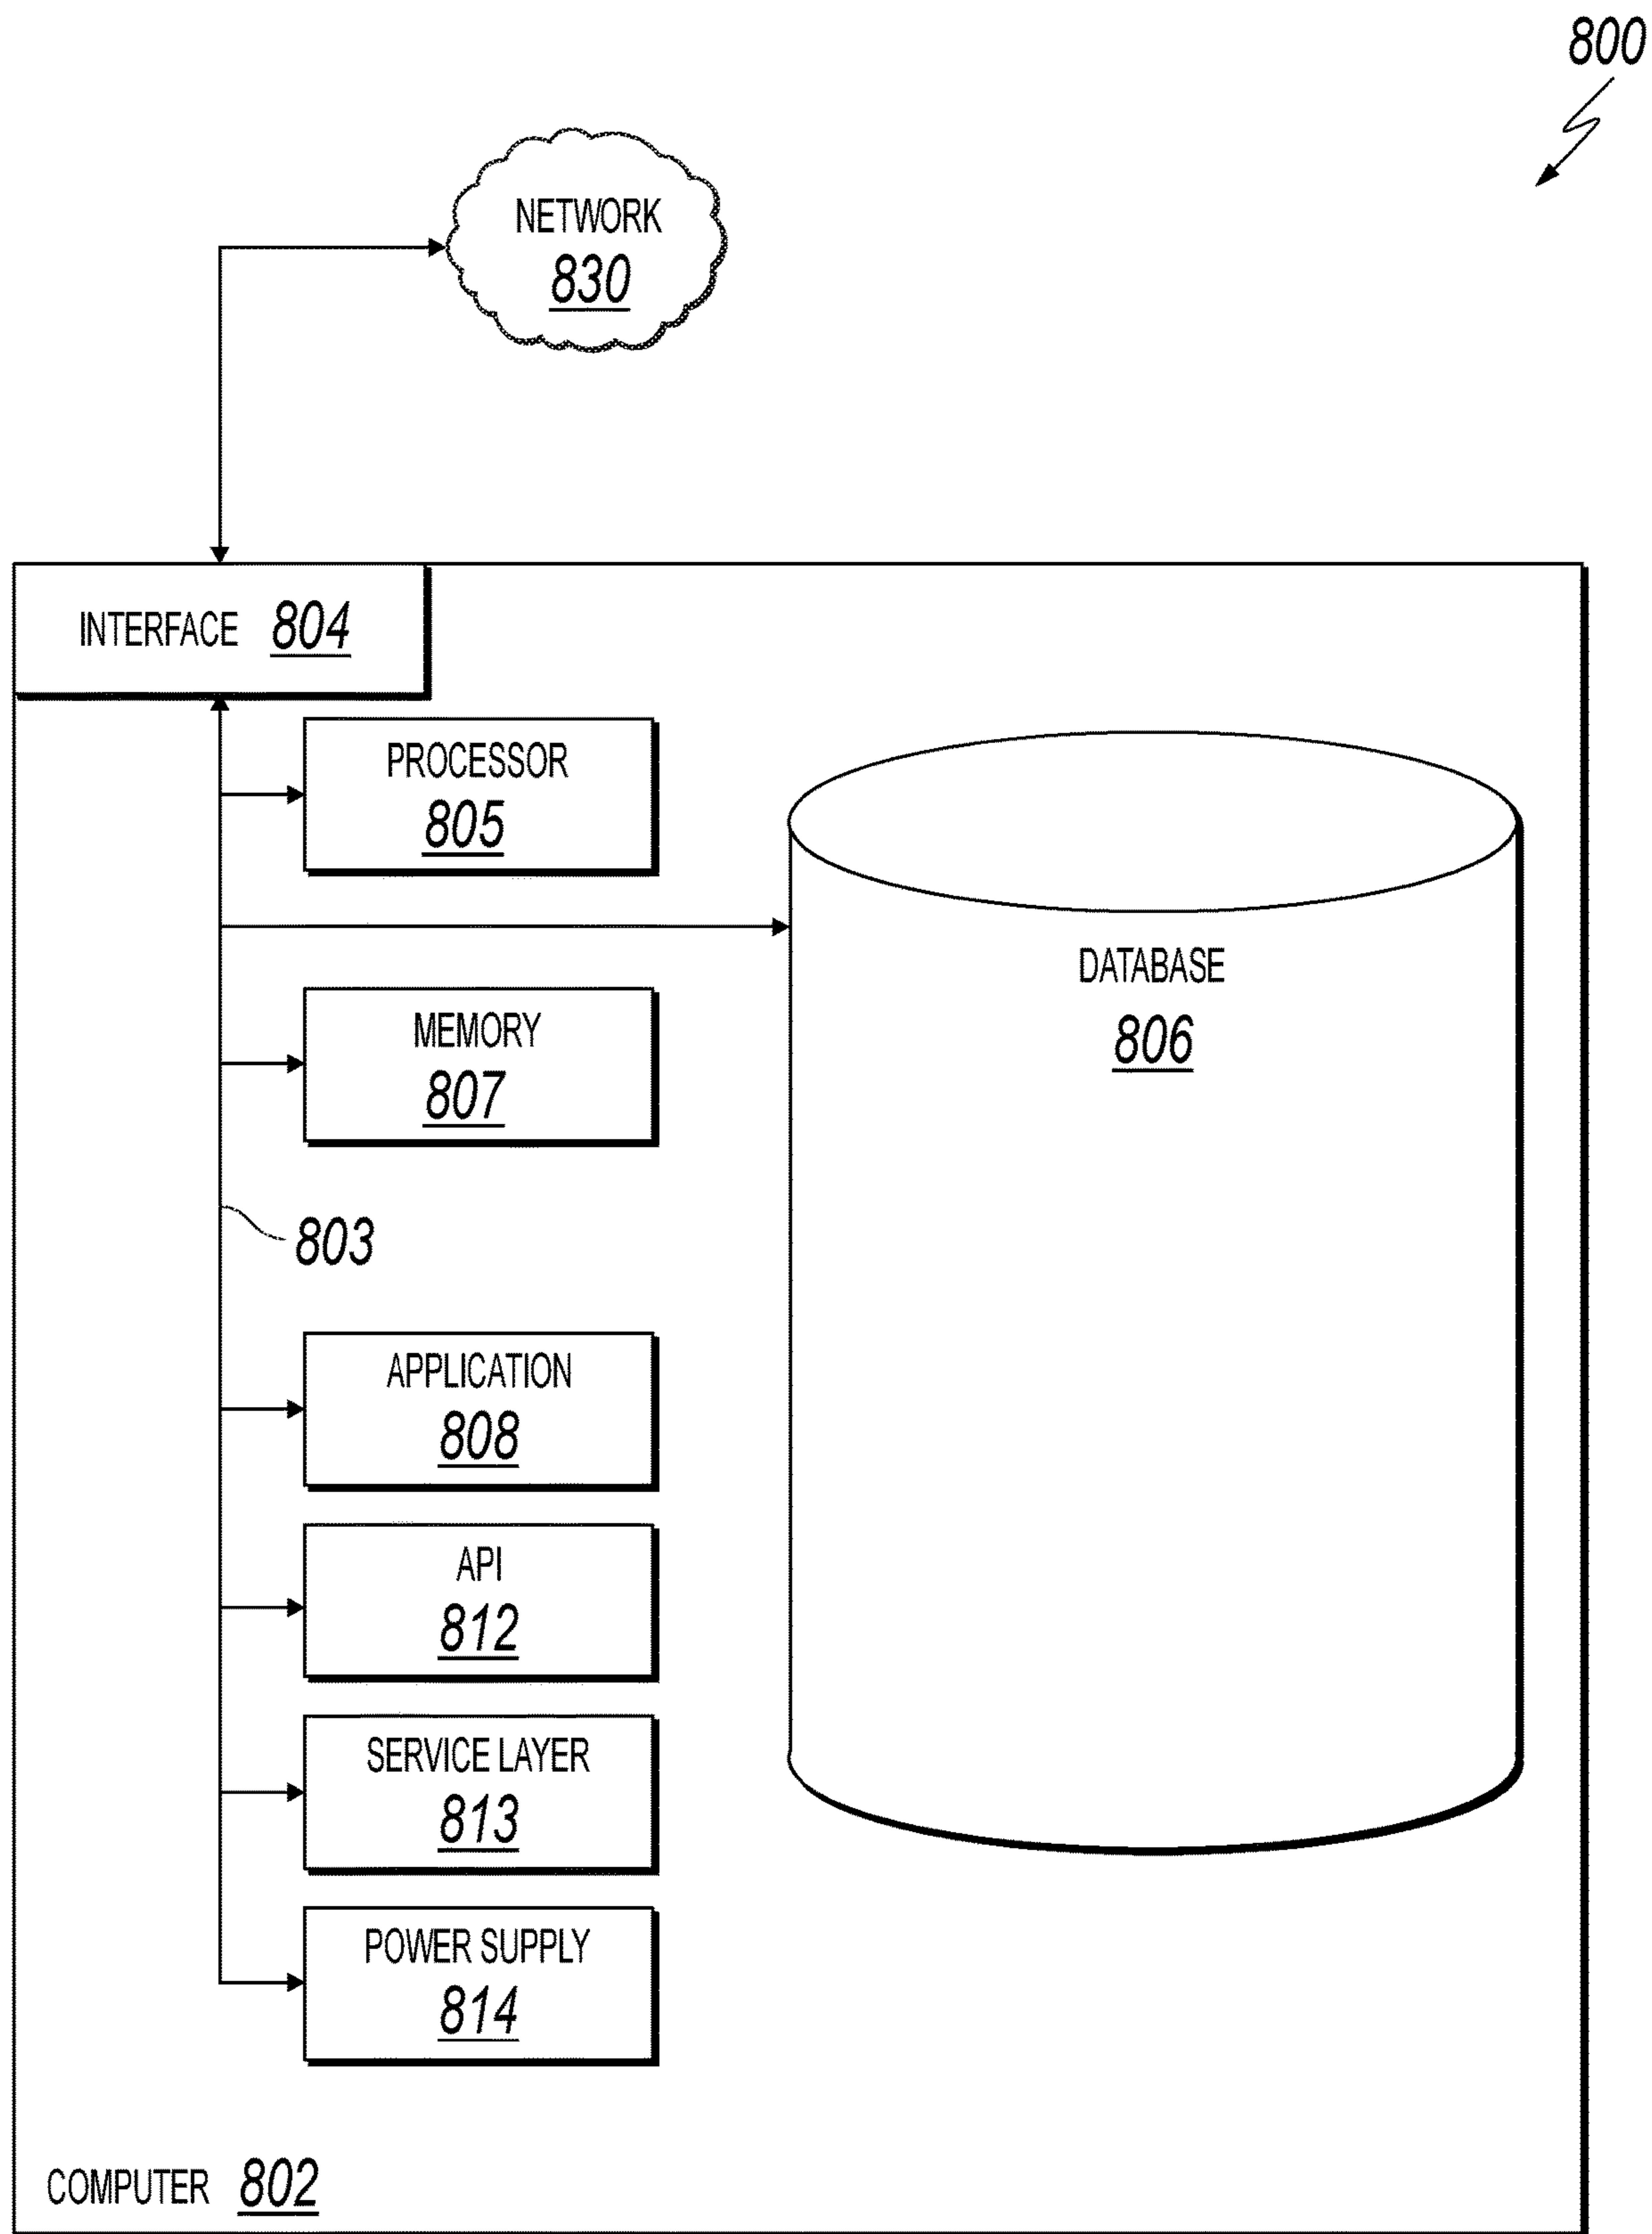 800
NETWORK
830
INTERFACE 804
PROCESSOR
805
DATABASE
806
MEMORY
807
803
APPLICATION
808
API
812
SERVICE LAYER
813
POWER SUPPLY
814
COMPUTER 802